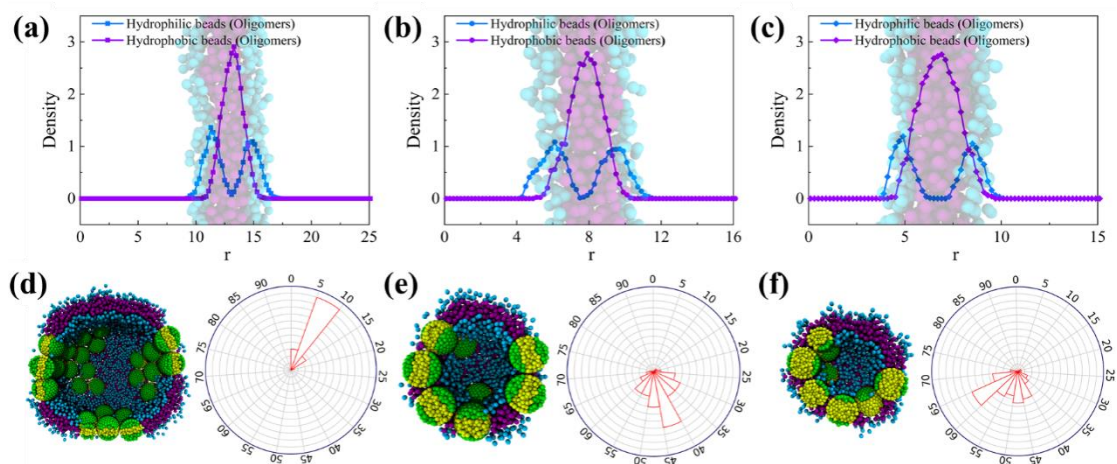 (a)
Hydrophilic beads (Oligomers)
Hydrophobic beads (Oligomers)
Density
3
2
1
0
0 5 10 15 20 25
r
(b)
Hydrophilic beads (Oligomers)
Hydrophobic beads (Oligomers)
Density
3
2
1
0
0 4 8 12 16
r
(c)
Hydrophilic beads (Oligomers)
Hydrophobic beads (Oligomers)
Density
3
2
1
0
0 5 10 15
r
(d)
0 5 10 15 20 25 30 35 40 45 50 55 60 65 70 75 80 85 90
(e)
0 5 10 15 20 25 30 35 40 45 50 55 60 65 70 75 80 85 90
(f)
0 5 10 15 20 25 30 35 40 45 50 55 60 65 70 75 80 85 90